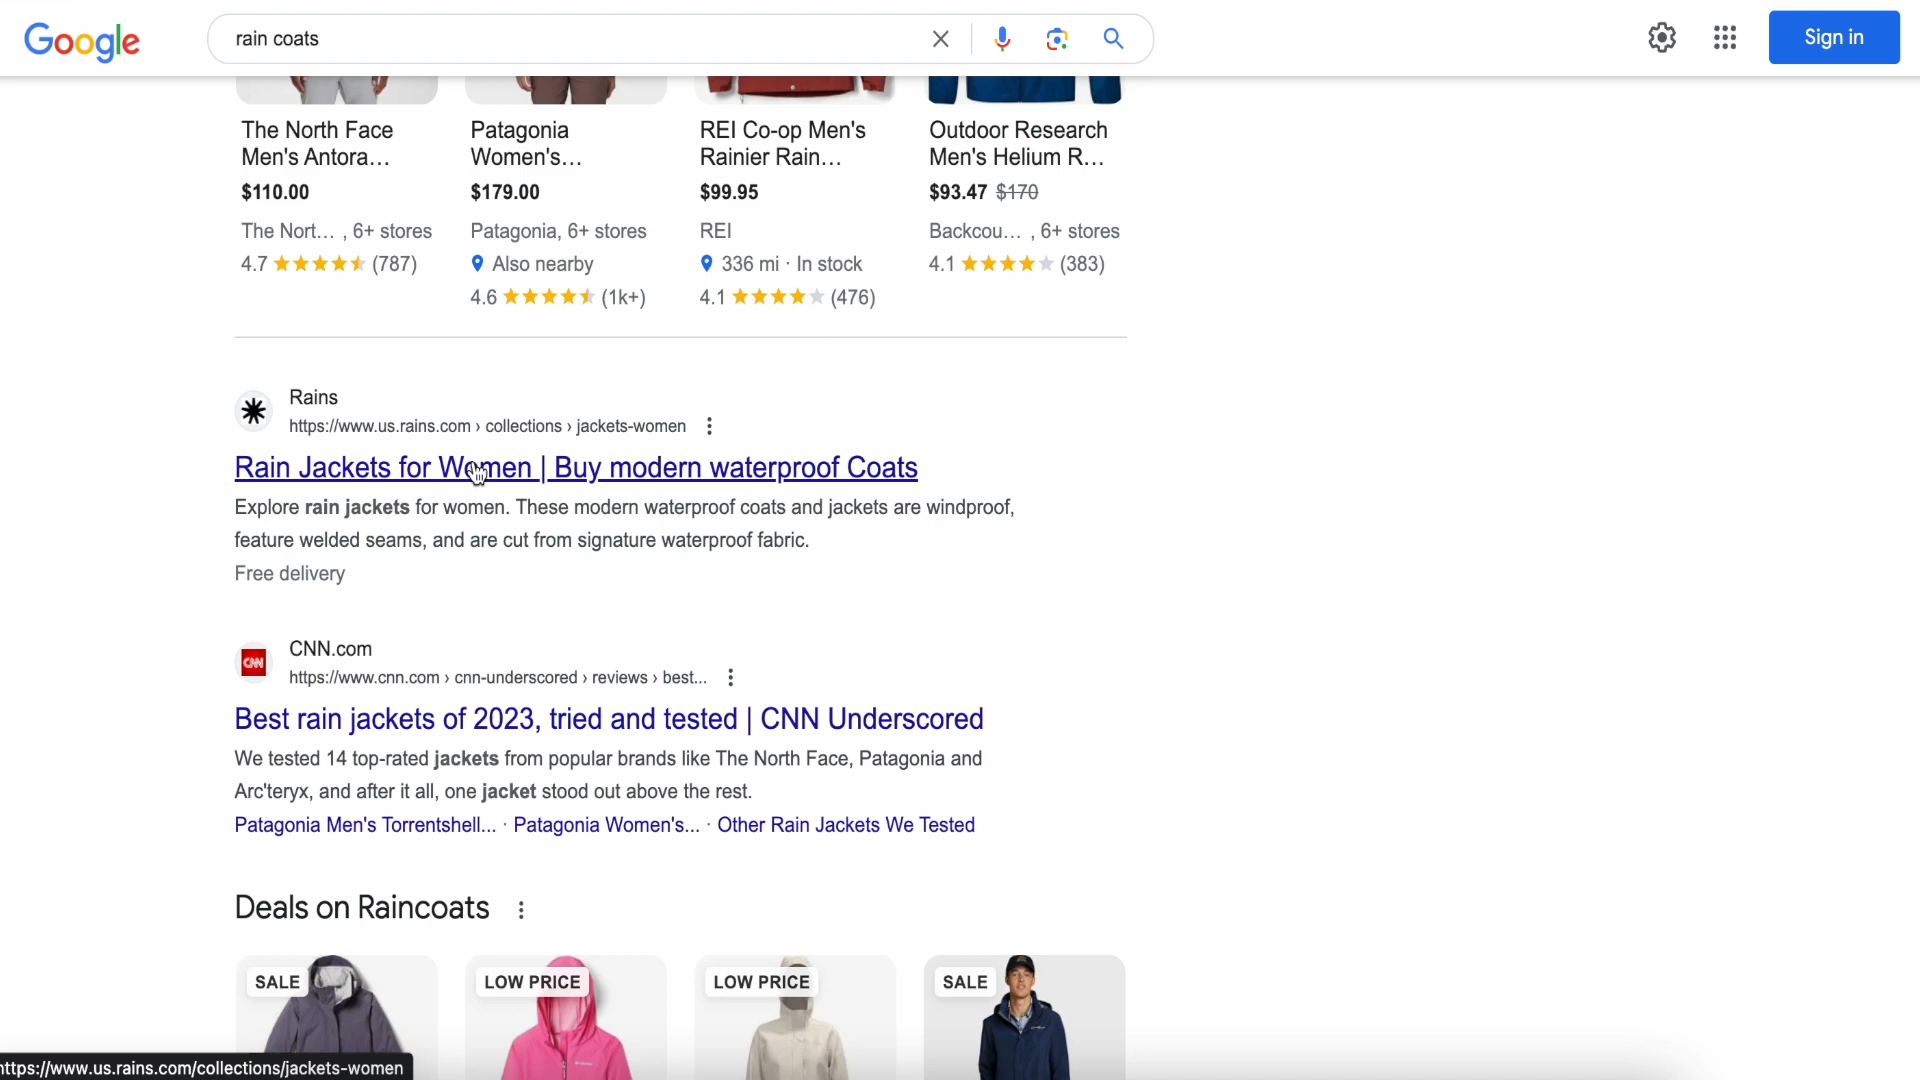 Google
rain coats
Sign in
The North Face
Men's Antora...
$110.00
The Nort... , 6+ stores
4.7 (787)
Patagonia
Women's...
$179.00
Patagonia, 6+ stores
Also nearby
4.6 (1k+)
REI Co-op Men's
Rainier Rain...
$99.95
REI
336 mi · In stock
4.1 (476)
Outdoor Research
Men's Helium R...
$93.47 $170
Backcou... , 6+ stores
4.1 (383)
Rains
https://www.us.rains.com › collections › jackets-women
Rain Jackets for Women | Buy modern waterproof Coats
Explore rain jackets for women. These modern waterproof coats and jackets are windproof,
feature welded seams, and are cut from signature waterproof fabric.
Free delivery
CNN
CNN.com
https://www.cnn.com › cnn-underscored › reviews › best...
Best rain jackets of 2023, tried and tested | CNN Underscored
We tested 14 top-rated jackets from popular brands like The North Face, Patagonia and
Arc'teryx, and after it all, one jacket stood out above the rest.
Patagonia Men's Torrentshell... · Patagonia Women's... · Other Rain Jackets We Tested
Deals on Raincoats
SALE
LOW PRICE
LOW PRICE
SALE
https://www.us.rains.com/collections/jackets-women